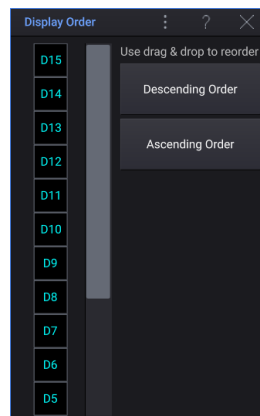 Display Order
?
Use drag & drop to reorder
D15
D14
D13
D12
D11
D10
D9
D8
D7
D6
D5
Descending Order
Ascending Order